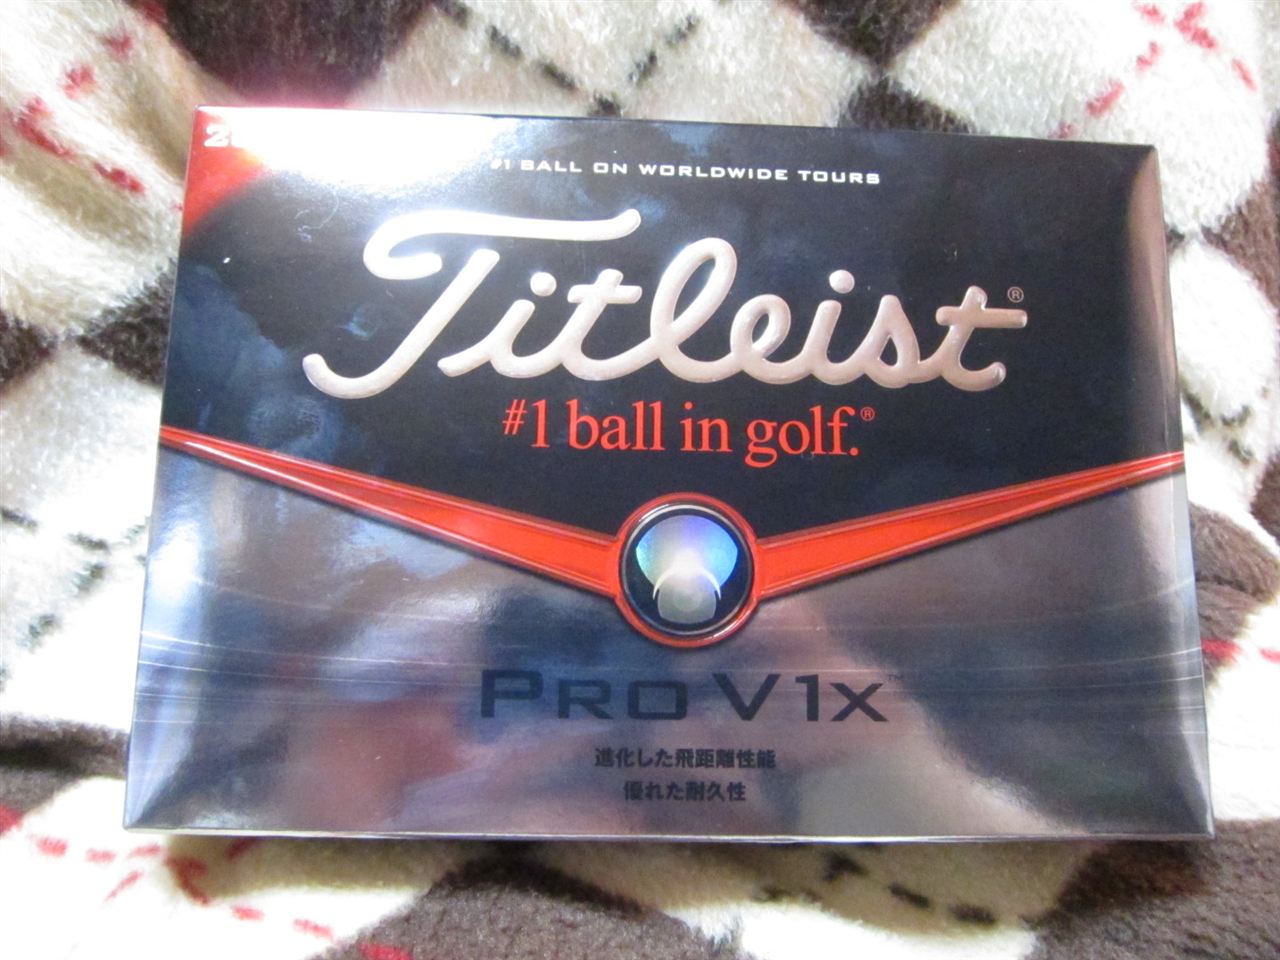 #1 BALL ON WORLDWIDE TOURS
Titleist®
#1 ball in golf.®
PRO V1x™
進化した飛距離性能
優れた耐久性